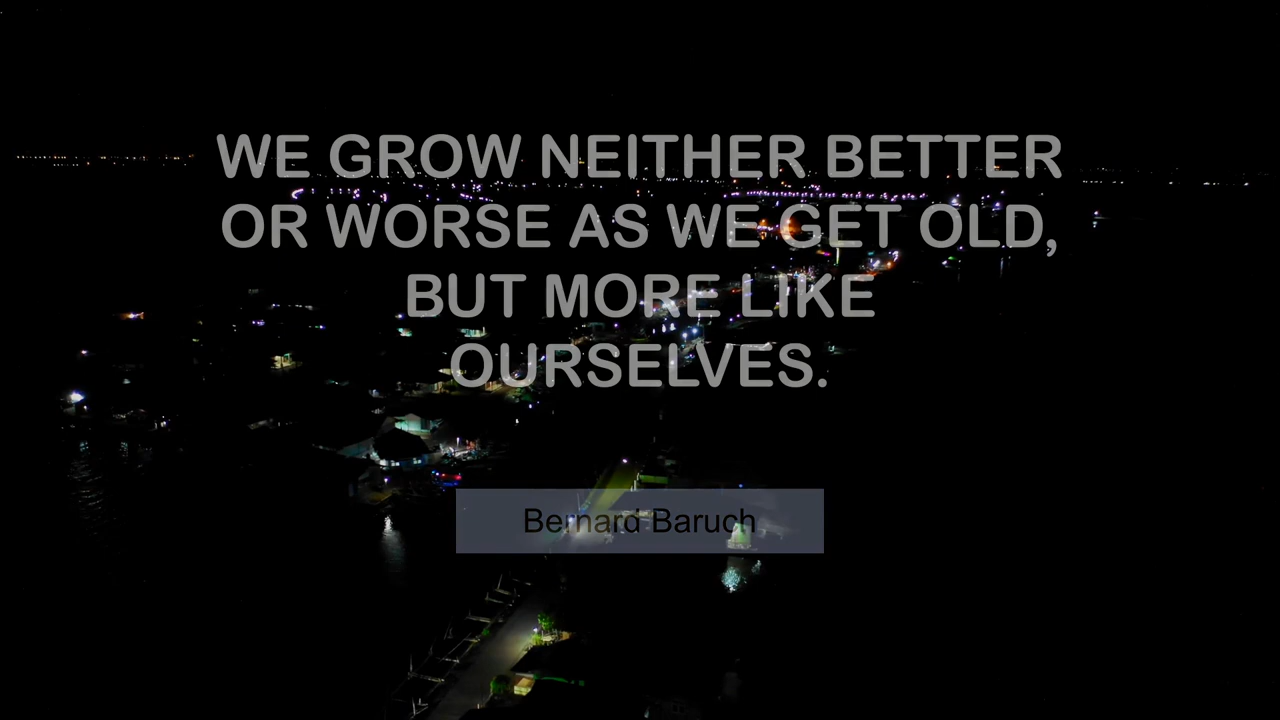 WE GROW NEITHER BETTER
OR WORSE AS WE GET OLD,
BUT MORE LIKE
OURSELVES.
Bernard Baruch